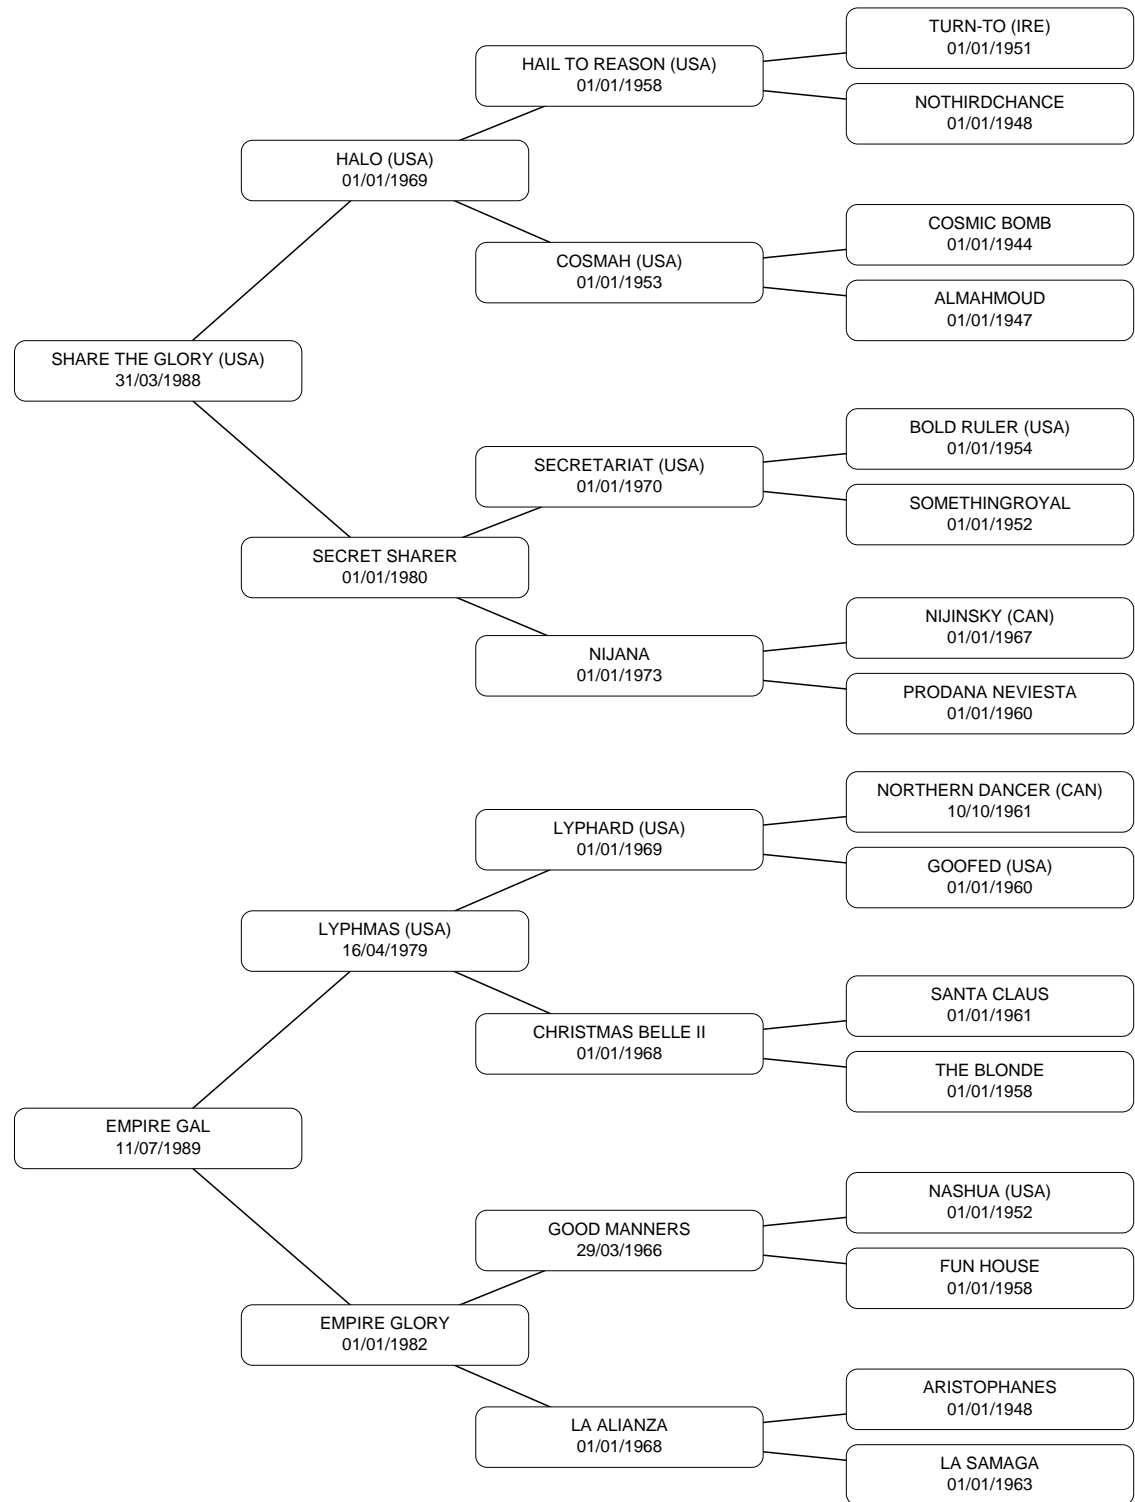 TURN-TO (IRE)
01/01/1951
HAIL TO REASON (USA)
01/01/1958
NOTHIRDCHANCE
01/01/1948
HALO (USA)
01/01/1969
COSMIC BOMB
01/01/1944
COSMAH (USA)
01/01/1953
ALMAHMOUD
01/01/1947
SHARE THE GLORY (USA)
31/03/1988
BOLD RULER (USA)
01/01/1954
SECRETARIAT (USA)
01/01/1970
SOMETHINGROYAL
01/01/1952
SECRET SHARER
01/01/1980
NIJINSKY (CAN)
01/01/1967
NIJANA
01/01/1973
PRODANA NEVIESTA
01/01/1960
NORTHERN DANCER (CAN)
10/10/1961
LYPHARD (USA)
01/01/1969
GOOFED (USA)
01/01/1960
LYPHMAS (USA)
16/04/1979
SANTA CLAUS
01/01/1961
CHRISTMAS BELLE II
01/01/1968
THE BLONDE
01/01/1958
EMPIRE GAL
11/07/1989
NASHUA (USA)
01/01/1952
GOOD MANNERS
29/03/1966
FUN HOUSE
01/01/1958
EMPIRE GLORY
01/01/1982
ARISTOPHANES
01/01/1948
LA ALIANZA
01/01/1968
LA SAMAGA
01/01/1963